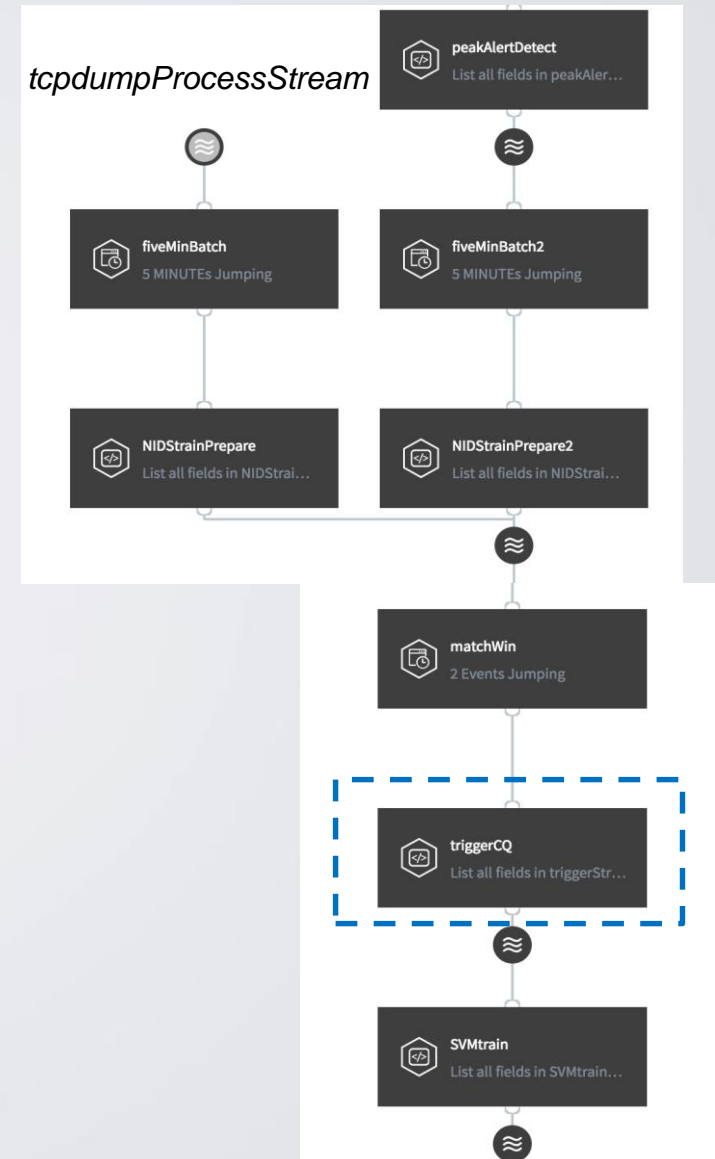 tcpdumpProcessStream
peakAlertDetect
List all fields in peakAler...
fiveMinBatch
5 MINUTEs Jumping
fiveMinBatch2
5 MINUTEs Jumping
NIDStrainPrepare
List all fields in NIDStrai...
NIDStrainPrepare2
List all fields in NIDStrai...
matchWin
2 Events Jumping
triggerCQ
List all fields in triggerStr...
SVMtrain
List all fields in SVMtrain...